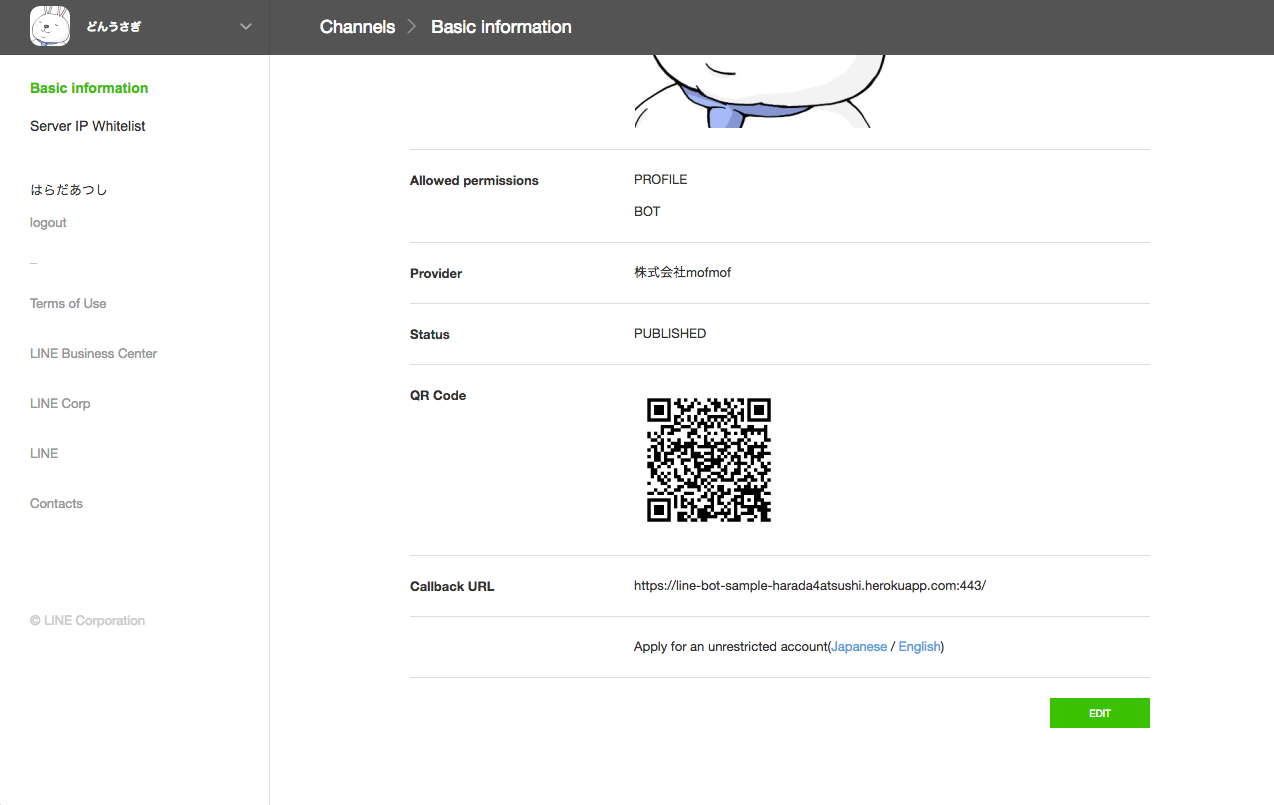 どんうさぎ
Channels
Basic information
Basic information
Server IP Whitelist
はらだあつし
logout
–
Terms of Use
LINE Business Center
LINE Corp
LINE
Contacts
© LINE Corporation
Allowed permissions
PROFILE
BOT
Provider
株式会社mofmof
Status
PUBLISHED
QR Code
Callback URL
https://line-bot-sample-harada4atsushi.herokuapp.com:443/
Apply for an unrestricted account(Japanese / English)
EDIT